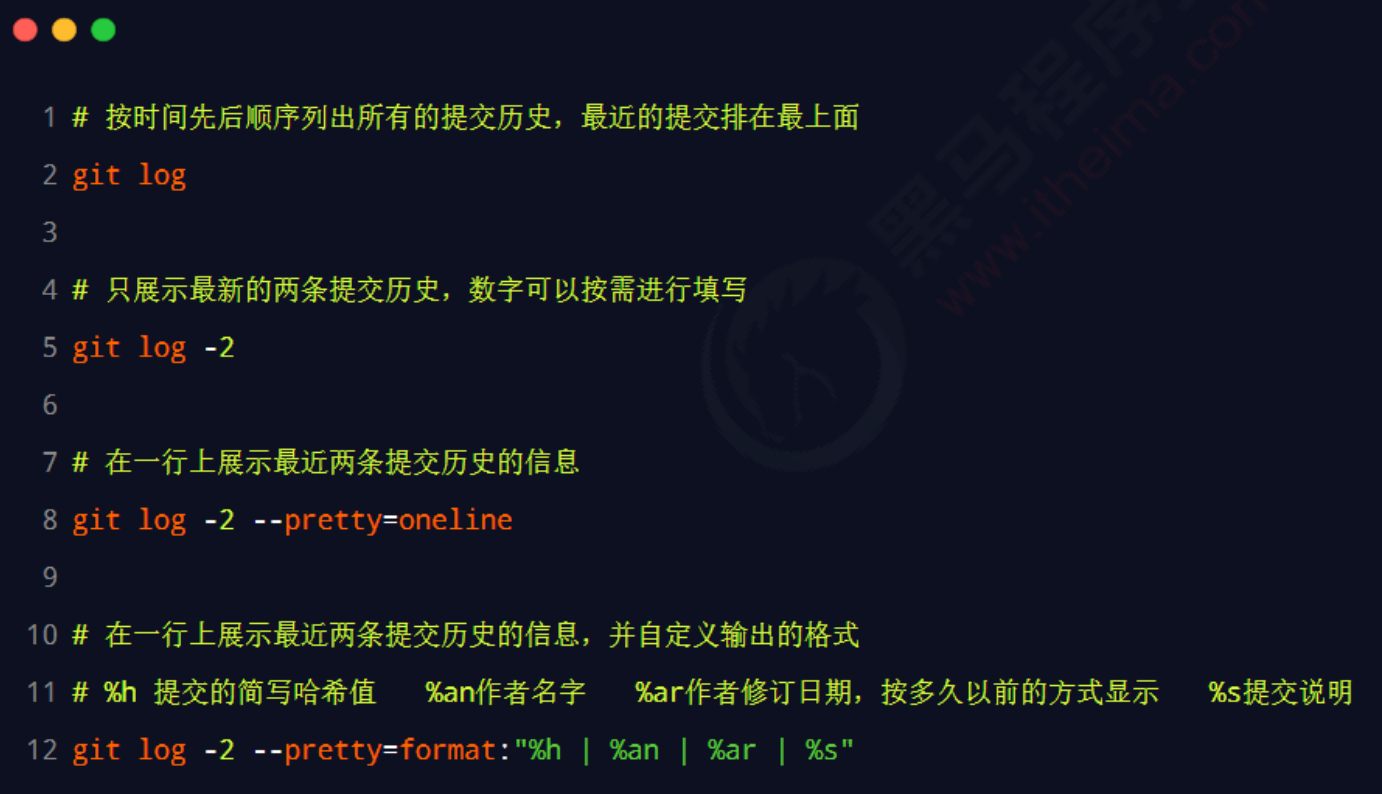 1 # 按时间先后顺序列出所有的提交历史，最近的提交排在最上面
2 git log
3
4 # 只展示最新的两条提交历史，数字可以按需进行填写
5 git log -2
6
7 # 在一行上展示最近两条提交历史的信息
8 git log -2 --pretty=oneline
9
10 # 在一行上展示最近两条提交历史的信息，并自定义输出的格式
11 # %h 提交的简写哈希值   %an作者名字   %ar作者修订日期，按多久以前的方式显示   %s提交说明
12 git log -2 --pretty=format:"%h | %an | %ar | %s"
黑马程序
www.itheima.com